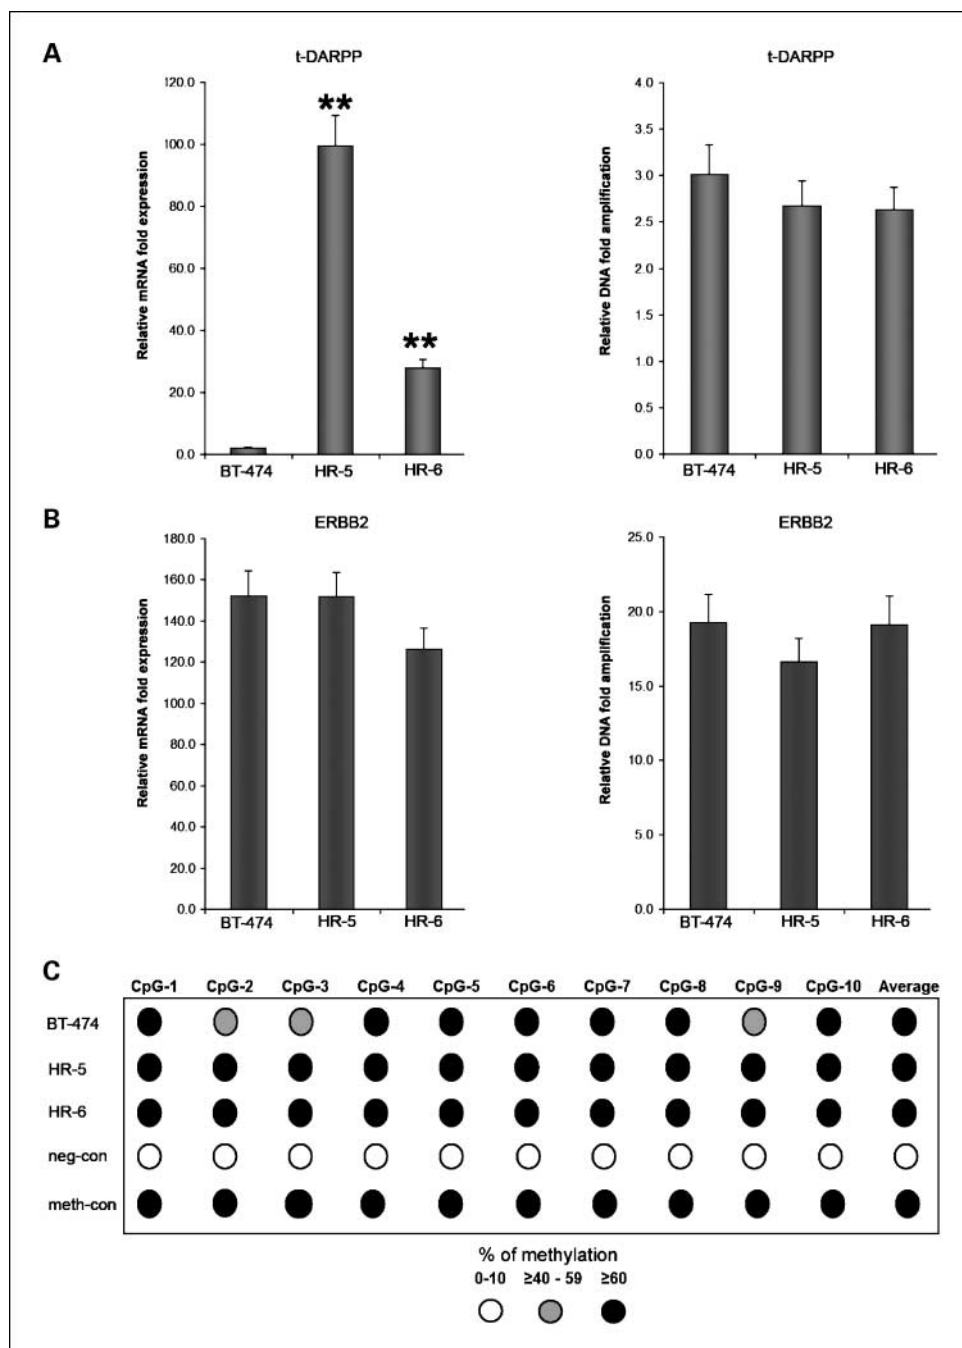 A
t-DARPP
Relative mRNA fold expression
120.0
100.0
80.0
60.0
40.0
20.0
0.0
**
**
BT-474 HR-5 HR-6
t-DARPP
Relative DNA fold amplification
4.0
3.5
3.0
2.5
2.0
1.5
1.0
0.5
0.0
BT-474 HR-5 HR-6
B
ERBB2
Relative mRNA fold expression
180.0
160.0
140.0
120.0
100.0
80.0
60.0
40.0
20.0
0.0
BT-474 HR-5 HR-6
ERBB2
Relative DNA fold amplification
25.0
20.0
15.0
10.0
5.0
0.0
BT-474 HR-5 HR-6
C
CpG-1 CpG-2 CpG-3 CpG-4 CpG-5 CpG-6 CpG-7 CpG-8 CpG-9 CpG-10 Average
BT-474
HR-5
HR-6
neg-con
meth-con
% of methylation
0-10 ≥40 - 59 ≥60